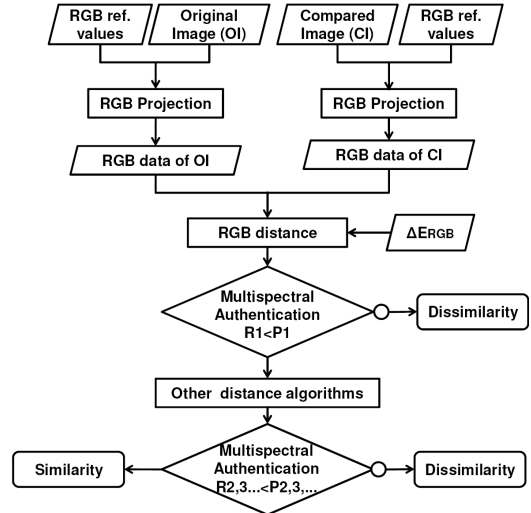 RGB ref.
values
Original
Image (OI)
Compared
Image (CI)
RGB ref.
values
RGB Projection
RGB Projection
RGB data of OI
RGB data of CI
RGB distance
ΔERGB
Multispectral
Authentication
R1<P1
Dissimilarity
Other distance algorithms
Multispectral
Authentication
R2,3...<P2,3,...
Similarity
Dissimilarity